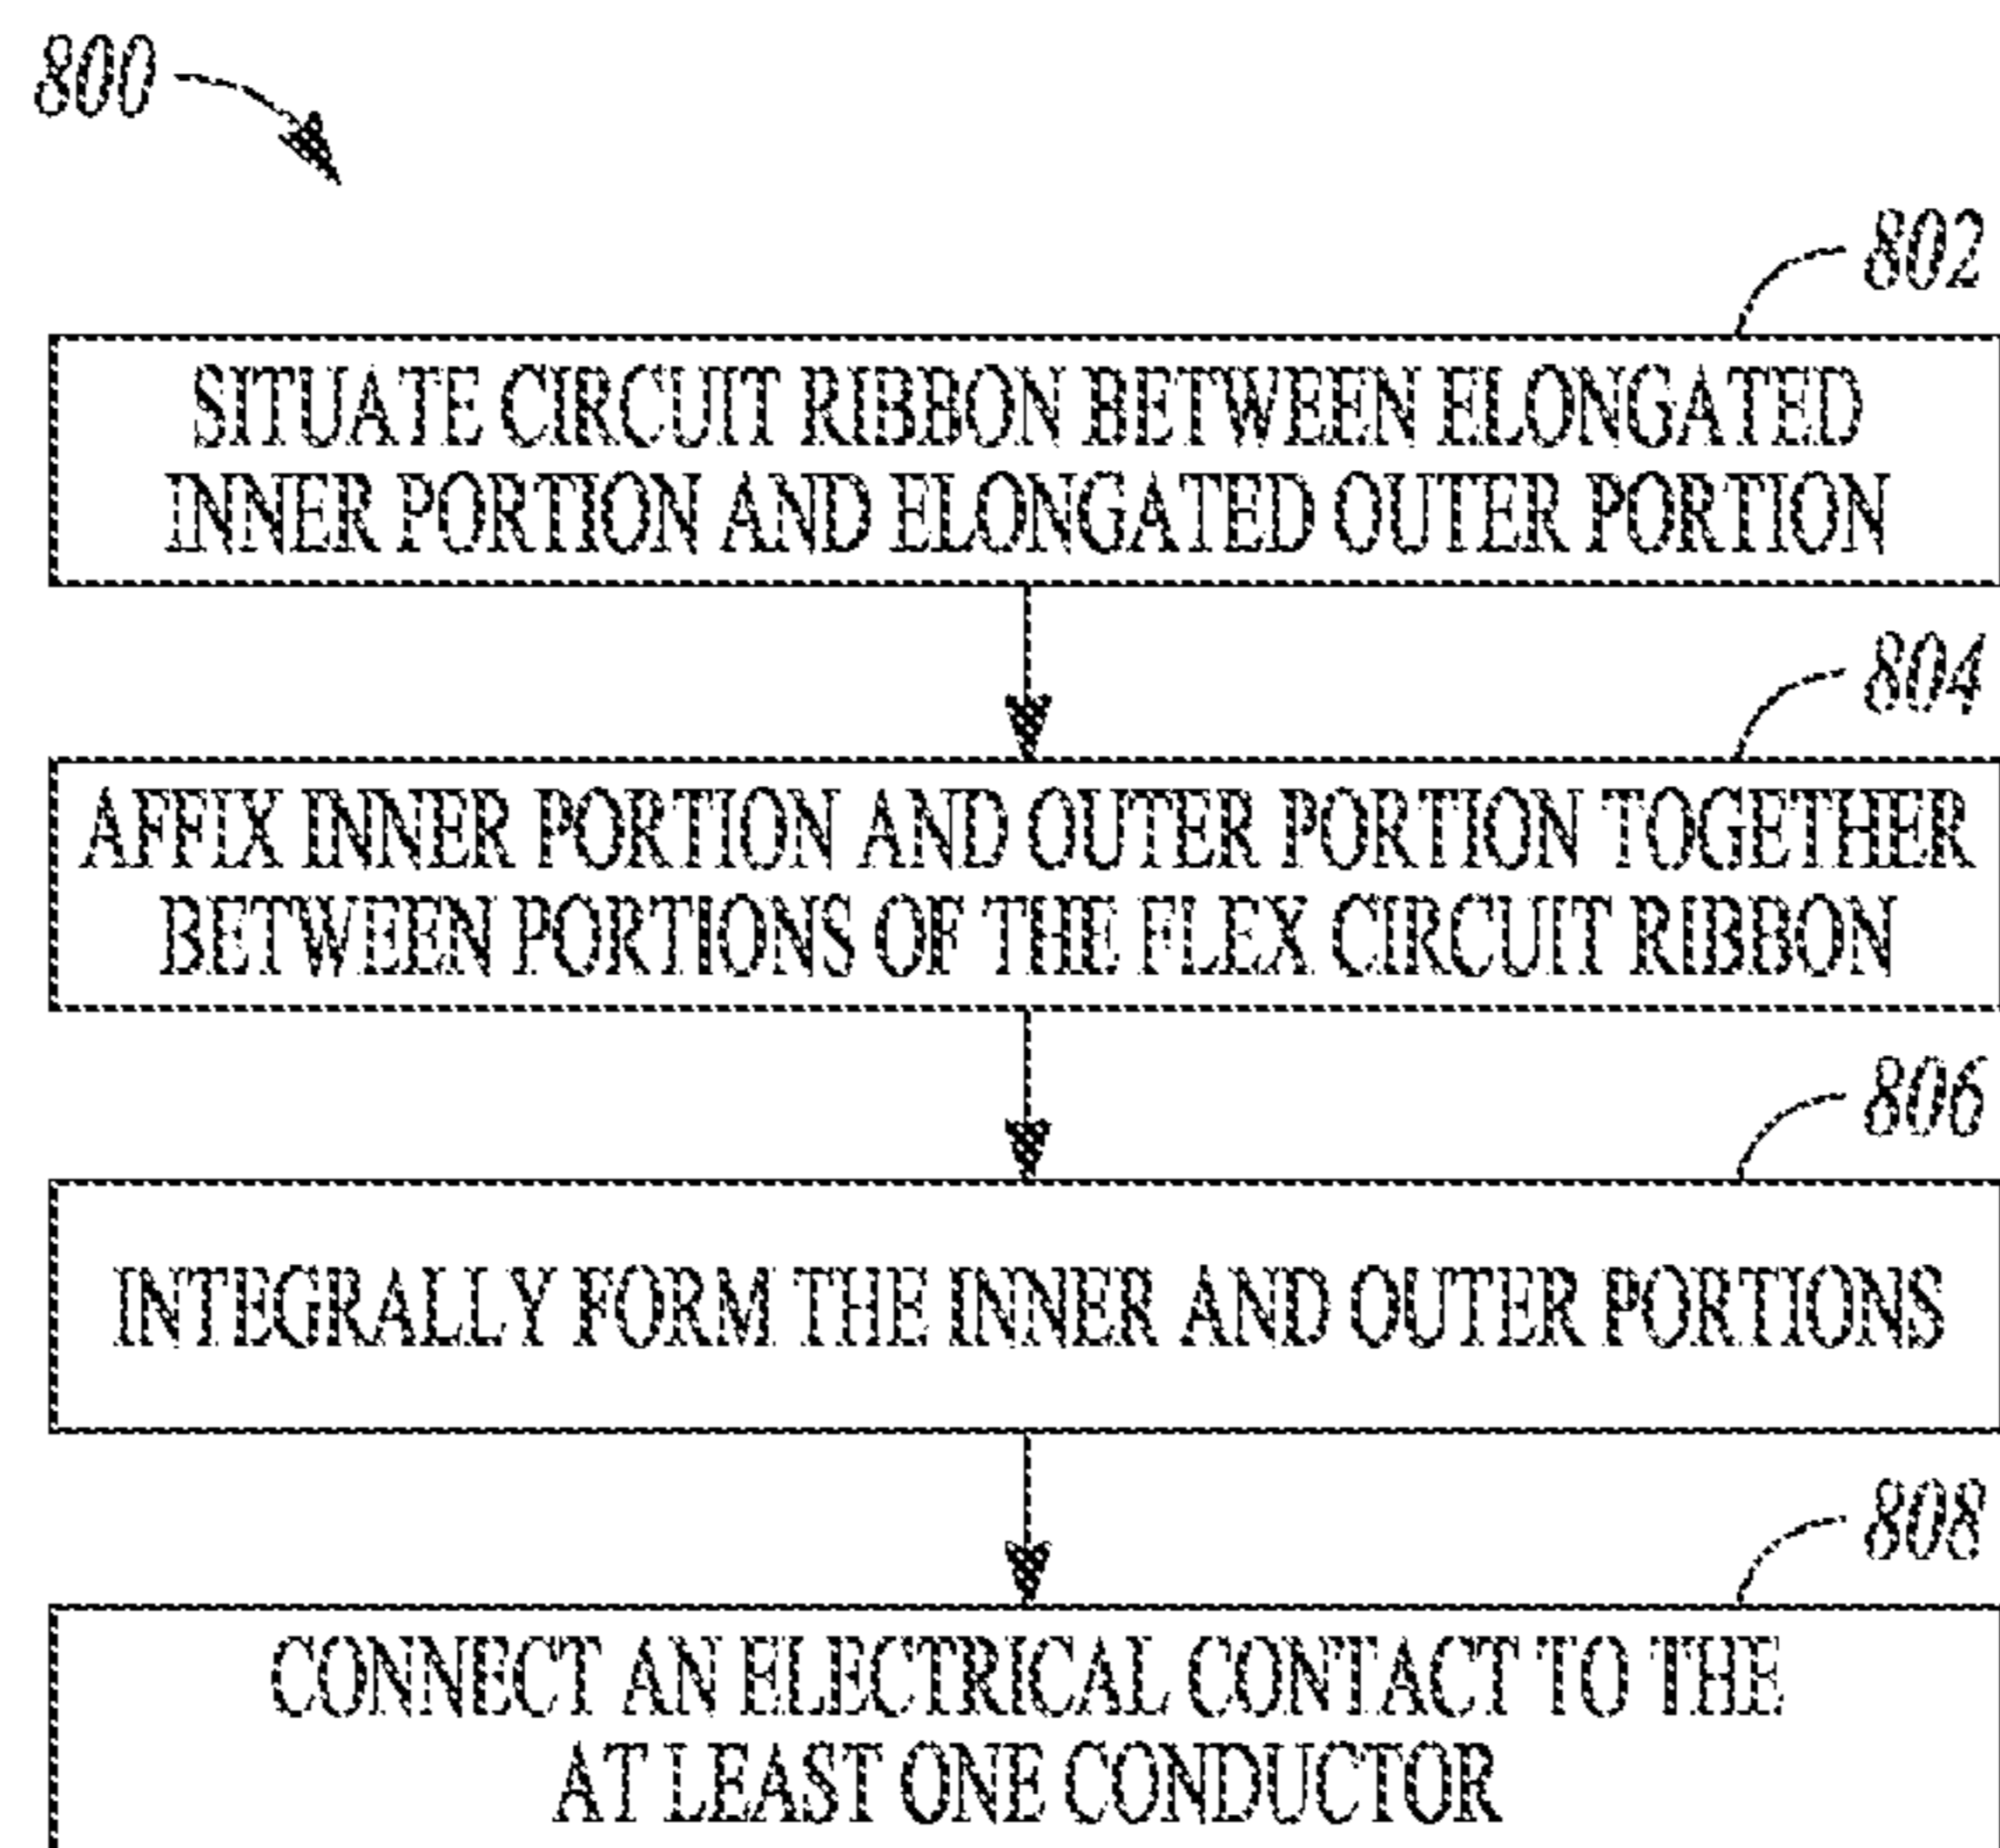 800
802
SITUATE CIRCUIT RIBBON BETWEEN ELONGATED
INNER PORTION AND ELONGATED OUTER PORTION
804
AFFIX INNER PORTION AND OUTER PORTION TOGETHER
BETWEEN PORTIONS OF THE FLEX CIRCUIT RIBBON
806
INTEGRALLY FORM THE INNER AND OUTER PORTIONS
808
CONNECT AN ELECTRICAL CONTACT TO THE
AT LEAST ONE CONDUCTOR